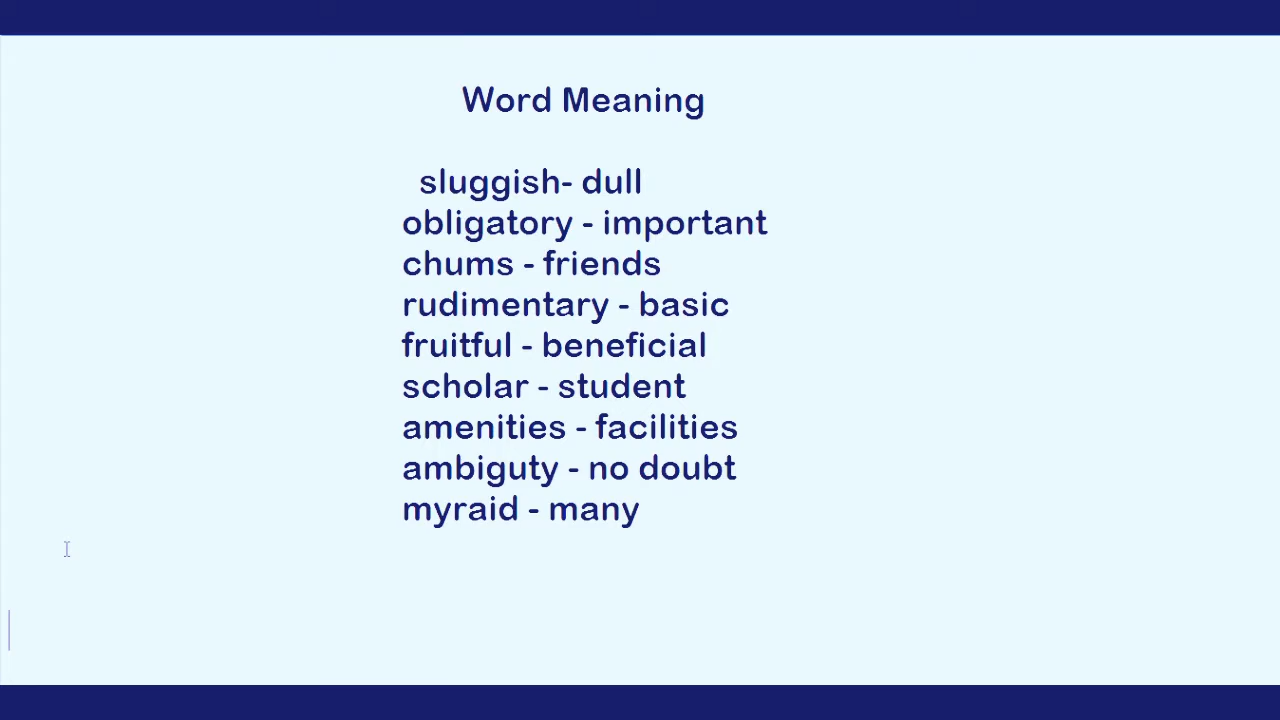 Word Meaning
sluggish- dull
obligatory - important
chums - friends
rudimentary - basic
fruitful - beneficial
scholar - student
amenities - facilities
ambiguty - no doubt
myraid - many